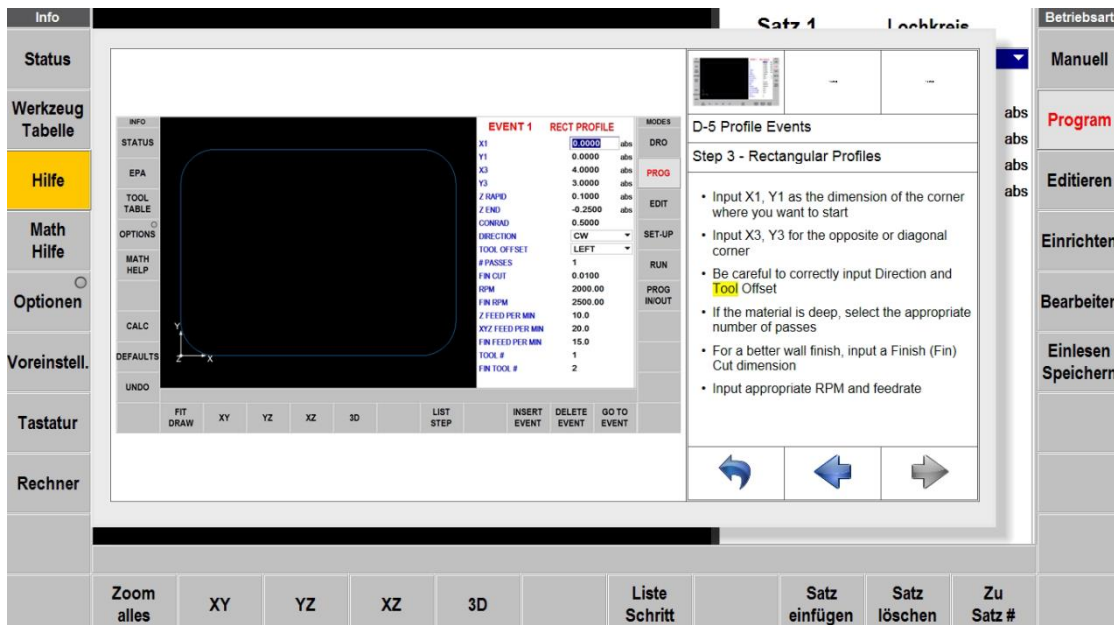 Info
Satz 1 Lochkreis
Betriebsart
Status
Werkzeug
Tabelle
Hilfe
Math
Hilfe
Optionen
Voreinstell.
Tastatur
Rechner
INFO
STATUS
EPA
TOOL
TABLE
OPTIONS
MATH
HELP
CALC
DEFAULTS
UNDO
Y
Z X
EVENT 1 RECT PROFILE
X1 0.0000 abs
Y1 0.0000 abs
X3 4.0000 abs
Y3 3.0000 abs
Z RAPID 0.1000 abs
Z END -0.2500 abs
CONRAD 0.5000
DIRECTION CW
TOOL OFFSET LEFT
# PASSES 1
FIN CUT 0.0100
RPM 2000.00
FIN RPM 2500.00
Z FEED PER MIN 10.0
XYZ FEED PER MIN 20.0
FIN FEED PER MIN 15.0
TOOL # 1
FIN TOOL # 2
MODES
DRO
PROG
EDIT
SET-UP
RUN
PROG
IN/OUT
FIT
DRAW
XY
YZ
XZ
3D
LIST
STEP
INSERT
EVENT
DELETE
EVENT
GO TO
EVENT
D-5 Profile Events
Step 3 - Rectangular Profiles
• Input X1, Y1 as the dimension of the corner
where you want to start
• Input X3, Y3 for the opposite or diagonal
corner
• Be careful to correctly input Direction and
Tool Offset
• If the material is deep, select the appropriate
number of passes
• For a better wall finish, input a Finish (Fin)
Cut dimension
• Input appropriate RPM and feedrate
abs
abs
abs
abs
Manuell
Program
Editieren
Einrichten
Bearbeiten
Einlesen
Speichern
Zoom
alles
XY
YZ
XZ
3D
Liste
Schritt
Satz
einfügen
Satz
löschen
Zu
Satz #